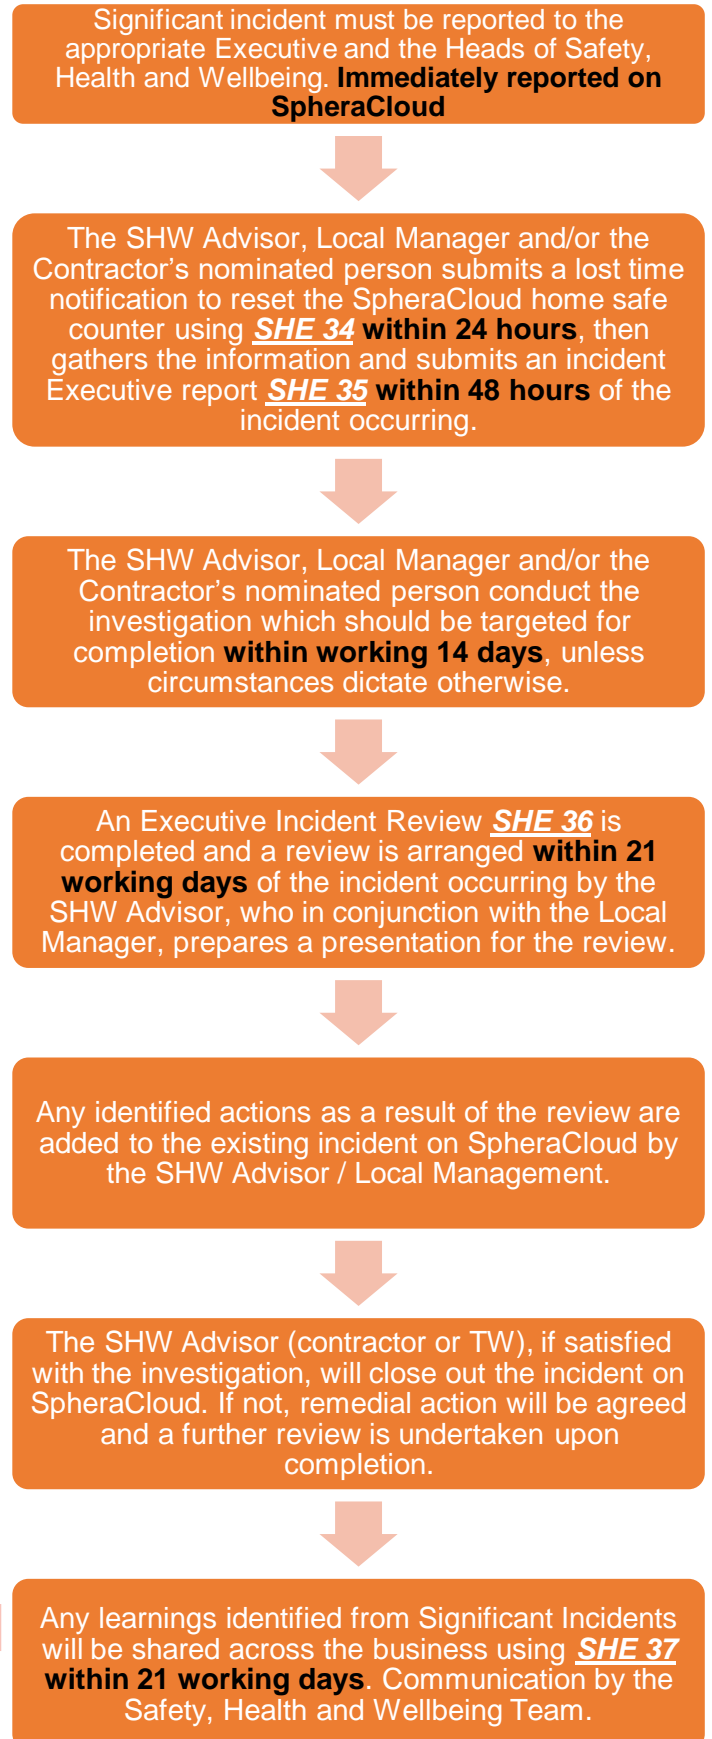 Significant incident must be reported to the
appropriate Executive and the Heads of Safety,
Health and Wellbeing. Immediately reported on
SpheraCloud
The SHW Advisor, Local Manager and/or the
Contractor’s nominated person submits a lost time
notification to reset the SpheraCloud home safe
counter using SHE 34 within 24 hours, then
gathers the information and submits an incident
Executive report SHE 35 within 48 hours of the
incident occurring.
The SHW Advisor, Local Manager and/or the
Contractor’s nominated person conduct the
investigation which should be targeted for
completion within working 14 days, unless
circumstances dictate otherwise.
An Executive Incident Review SHE 36 is
completed and a review is arranged within 21
working days of the incident occurring by the
SHW Advisor, who in conjunction with the Local
Manager, prepares a presentation for the review.
Any identified actions as a result of the review are
added to the existing incident on SpheraCloud by
the SHW Advisor / Local Management.
The SHW Advisor (contractor or TW), if satisfied
with the investigation, will close out the incident on
SpheraCloud. If not, remedial action will be agreed
and a further review is undertaken upon
completion.
Any learnings identified from Significant Incidents
will be shared across the business using SHE 37
within 21 working days. Communication by the
Safety, Health and Wellbeing Team.